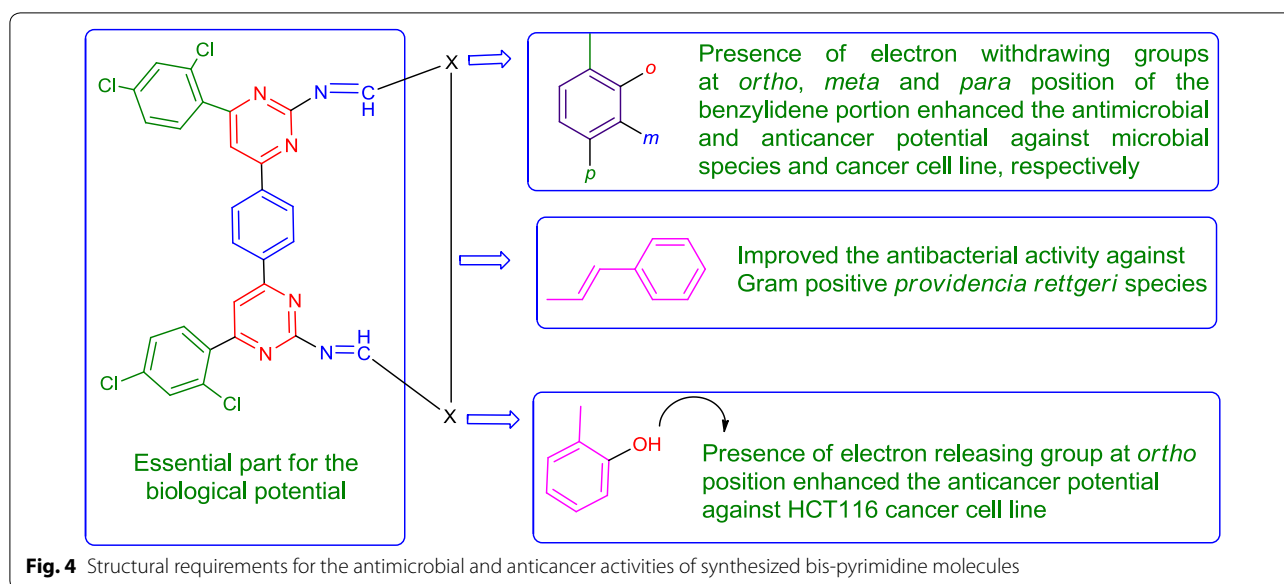 Cl
Cl
N
N
N
C
H
X
N
N
N
C
H
Cl
Cl
X
Essential part for the
biological potential
o
m
p
Presence of electron withdrawing groups
at ortho, meta and para position of the
benzylidene portion enhanced the antimicrobial
and anticancer potential against microbial
species and cancer cell line, respectively
Improved the antibacterial activity against
Gram positive providencia rettgeri species
OH
Presence of electron releasing group at ortho
position enhanced the anticancer potential
against HCT116 cancer cell line
Fig. 4 Structural requirements for the antimicrobial and anticancer activities of synthesized bis-pyrimidine molecules